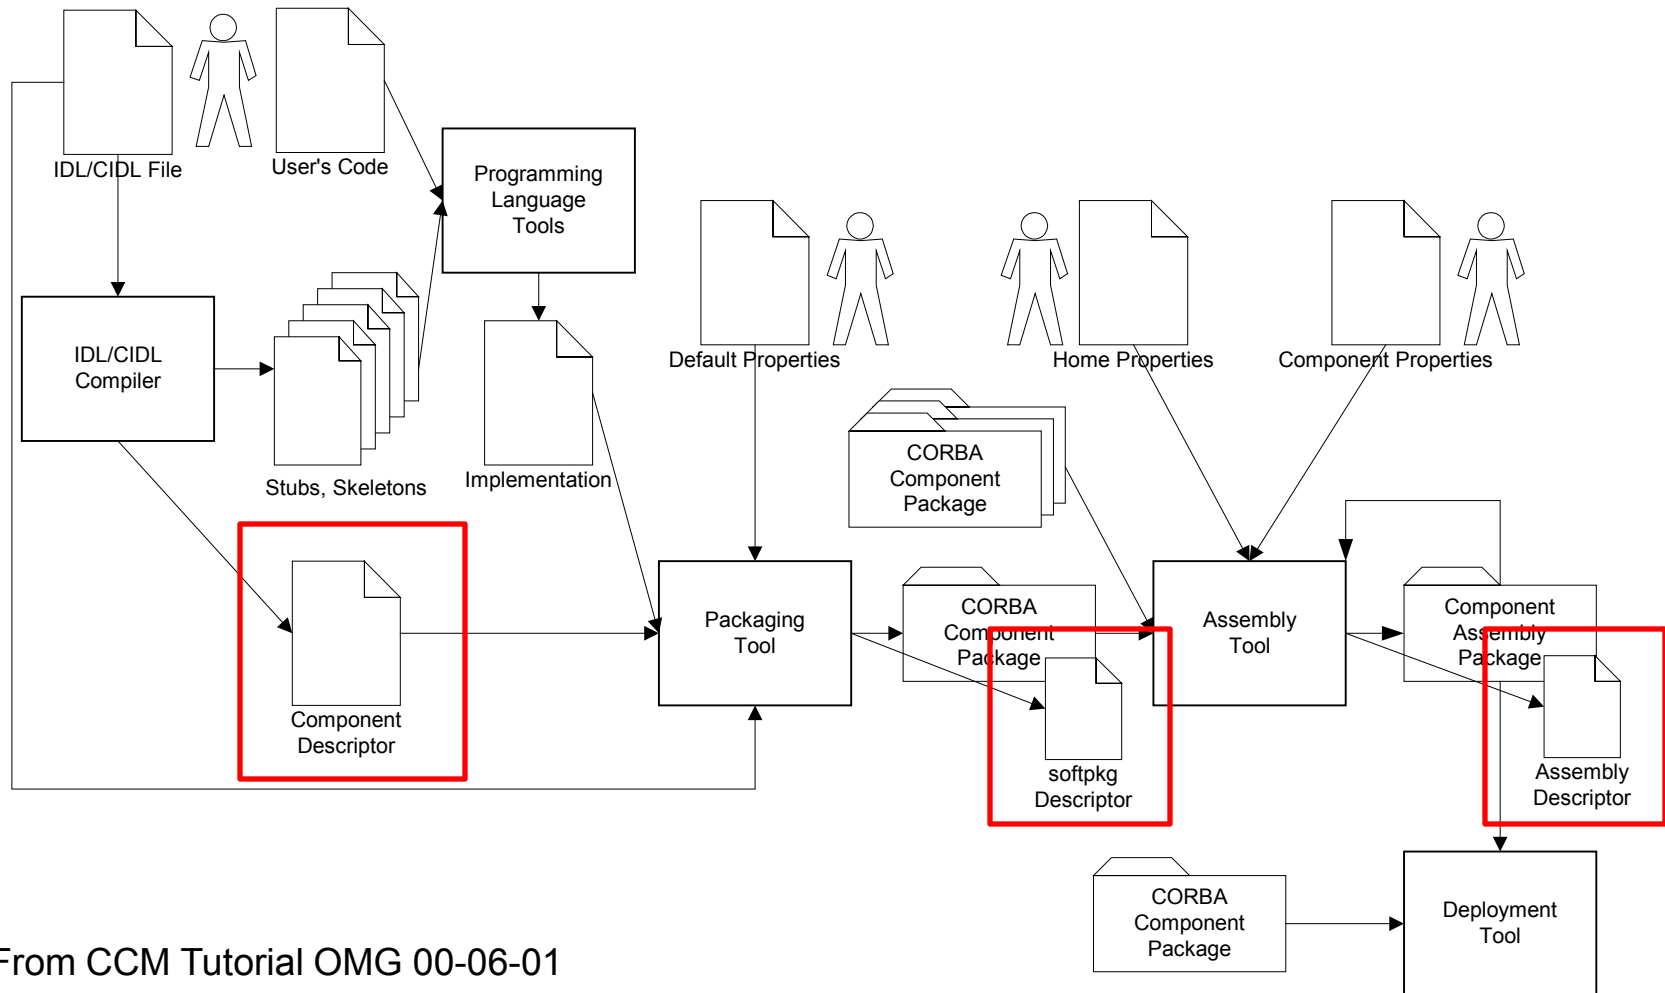 IDL/CIDL File
User's Code
Programming
Language
Tools
IDL/CIDL
Compiler
Stubs, Skeletons
Implementation
Default Properties
Home Properties
Component Properties
CORBA
Component
Package
Component
Descriptor
Packaging
Tool
CORBA
Component
Package
softpkg
Descriptor
Assembly
Tool
Component
Assembly
Package
Assembly
Descriptor
CORBA
Component
Package
Deployment
Tool
From CCM Tutorial OMG 00-06-01